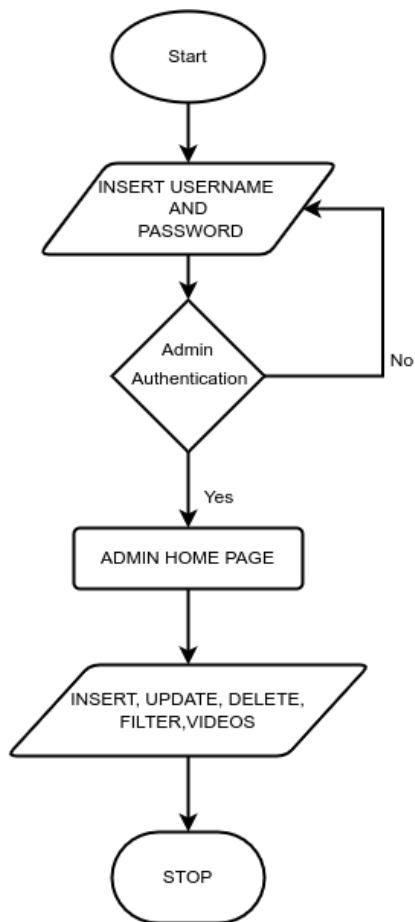 Start
INSERT USERNAME
AND
PASSWORD
Admin
Authentication
No
Yes
ADMIN HOME PAGE
INSERT, UPDATE, DELETE,
FILTER,VIDEOS
STOP